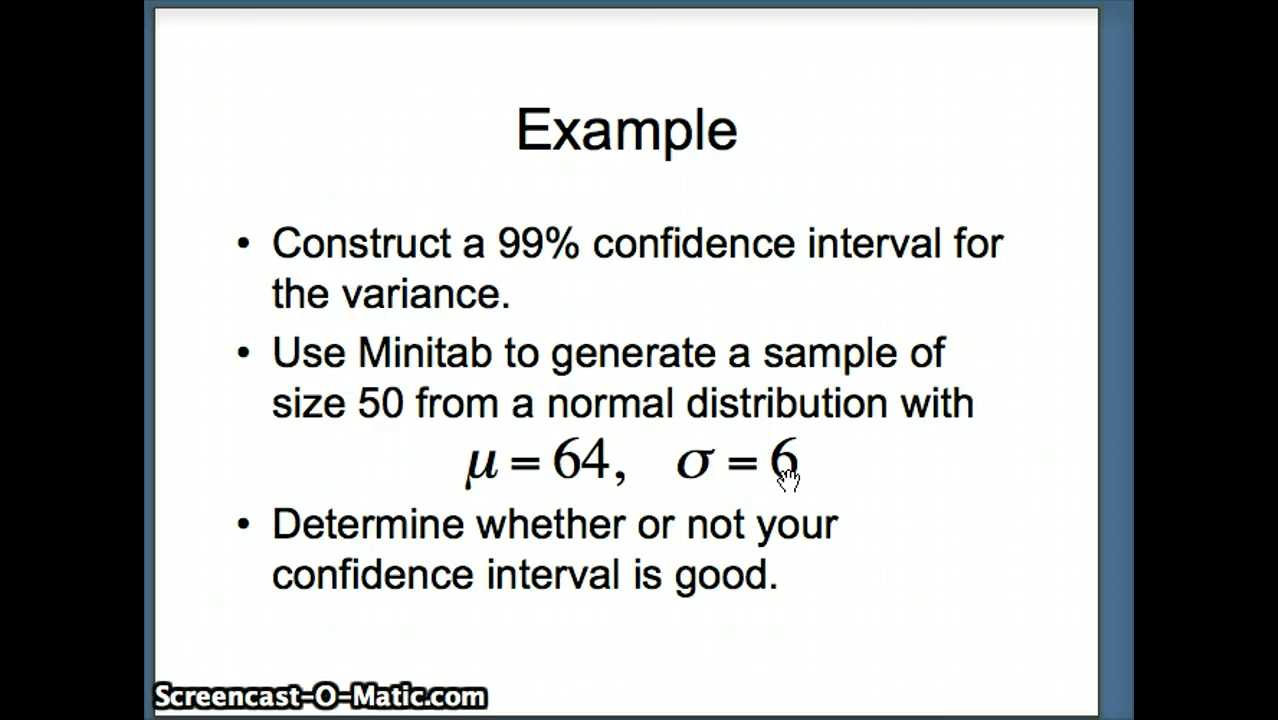 Example
• Construct a 99% confidence interval for
the variance.
• Use Minitab to generate a sample of
size 50 from a normal distribution with
μ = 64, σ = 6
• Determine whether or not your
confidence interval is good.
Screencast-O-Matic.com